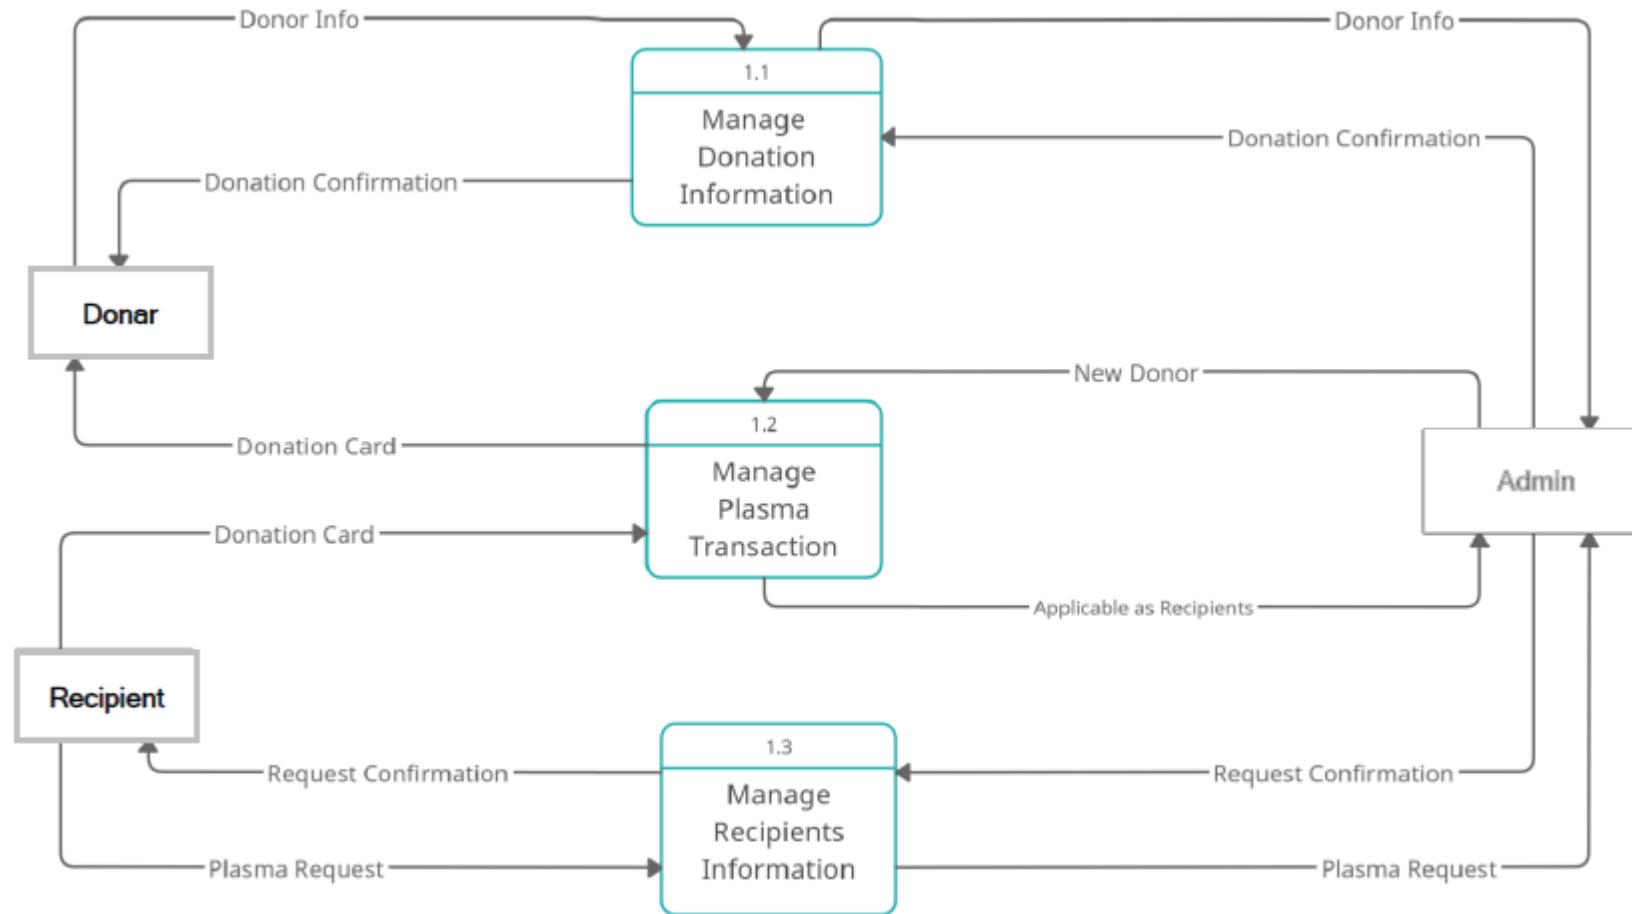 Donor Info
Donor Info
1.1
Manage
Donation
Information
Donation Confirmation
Donation Confirmation
Donar
New Donor
1.2
Manage
Plasma
Transaction
Donation Card
Admin
Donation Card
Applicable as Recipients
Recipient
1.3
Manage
Recipients
Information
Request Confirmation
Request Confirmation
Plasma Request
Plasma Request